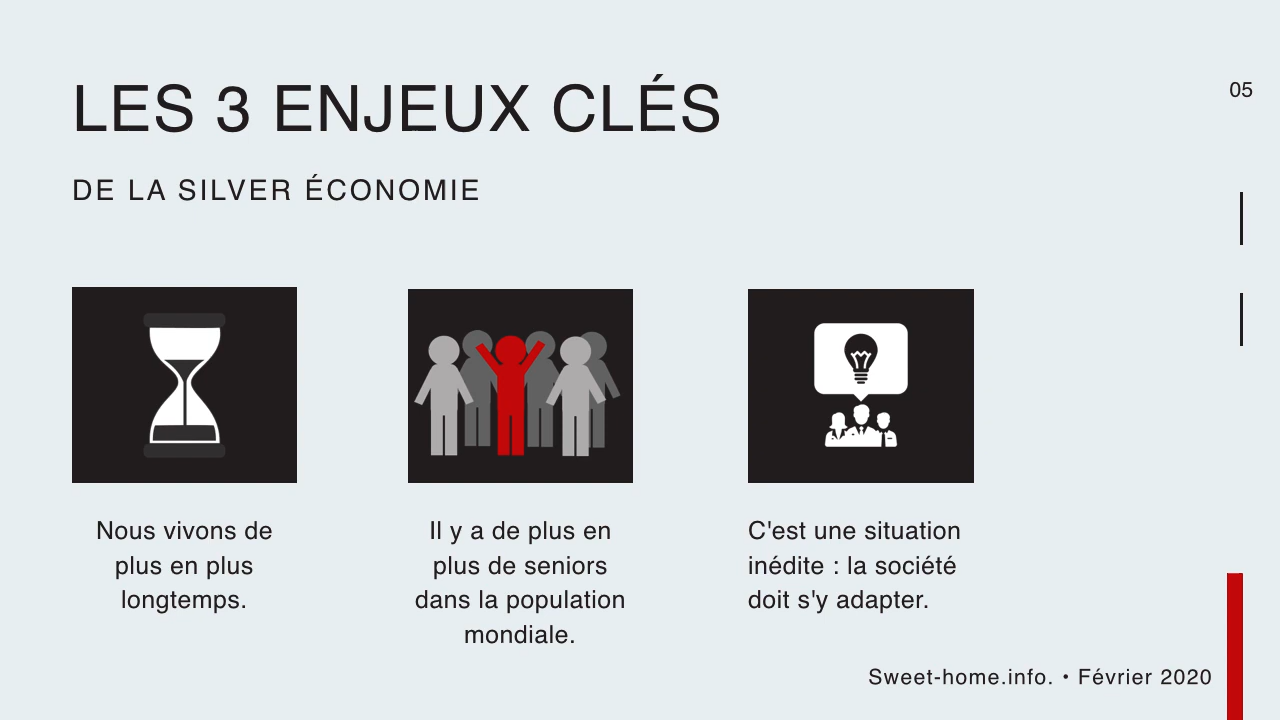 LES 3 ENJEUX CLÉS
05
DE LA SILVER ÉCONOMIE
Nous vivons de
plus en plus
longtemps.
Il y a de plus en
plus de seniors
dans la population
mondiale.
C'est une situation
inédite : la société
doit s'y adapter.
Sweet-home.info. • Février 2020